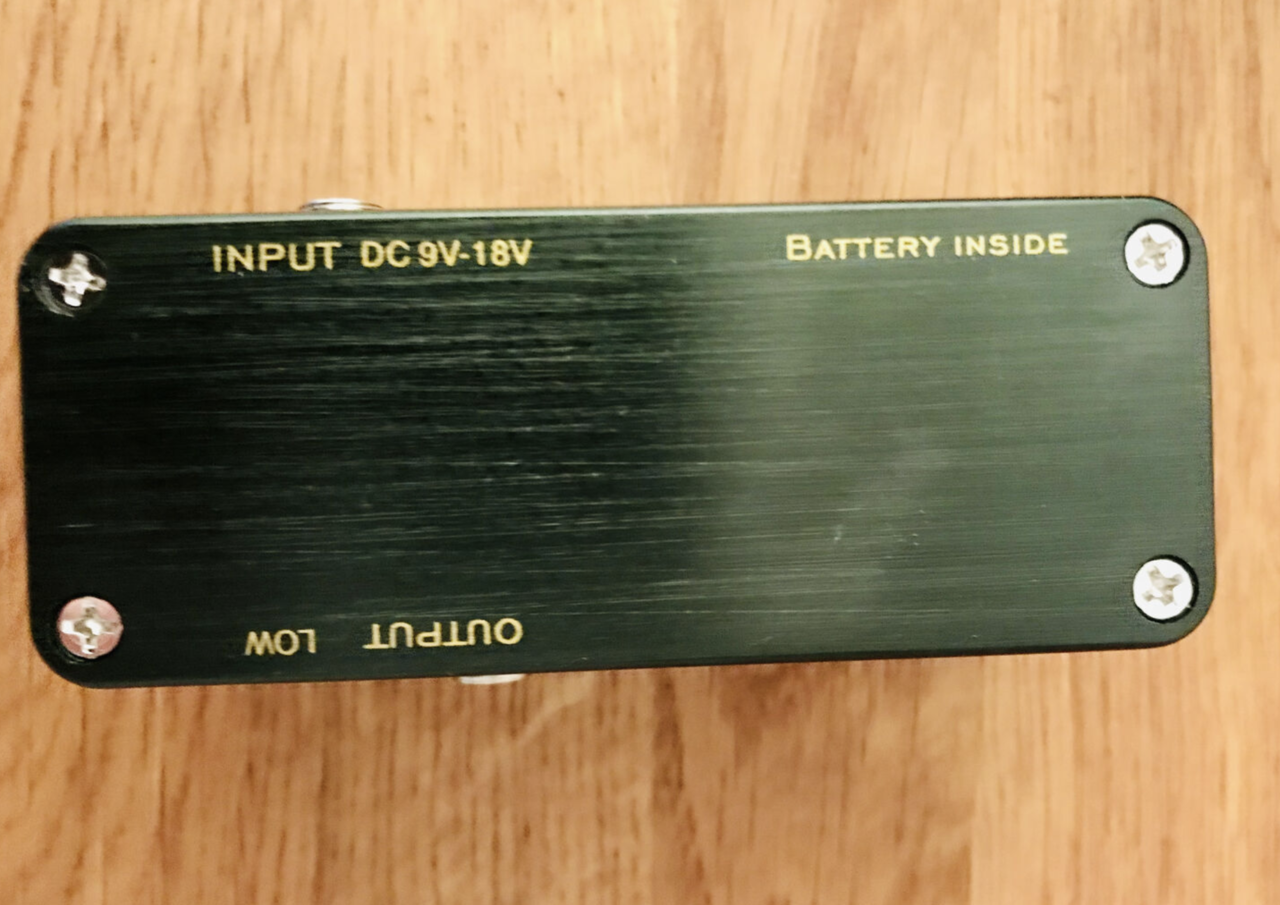 INPUT DC 9V-18V
BATTERY INSIDE
OUTPUT LOW